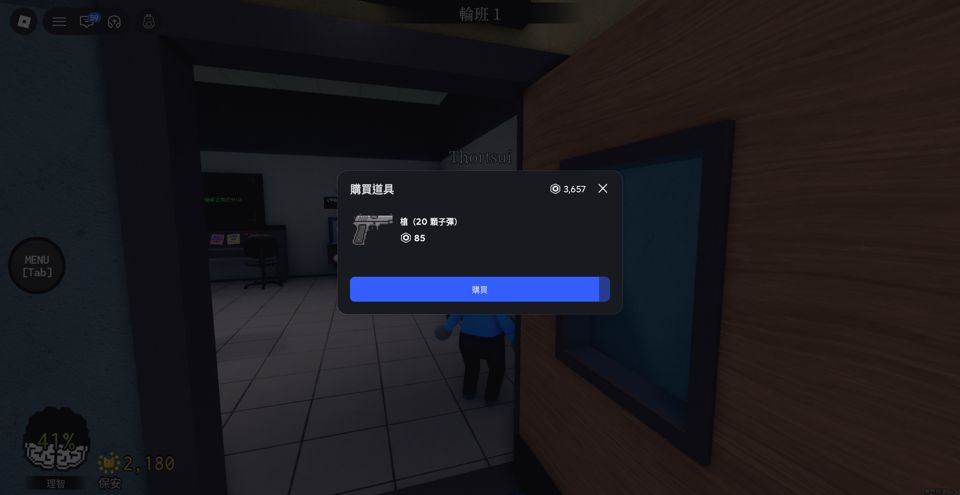 59
輪班 1
Thortsui
購買道具
3,657
槍（20 顆子彈）
85
購買
MENU
[Tab]
41%
理智
2,180
保安